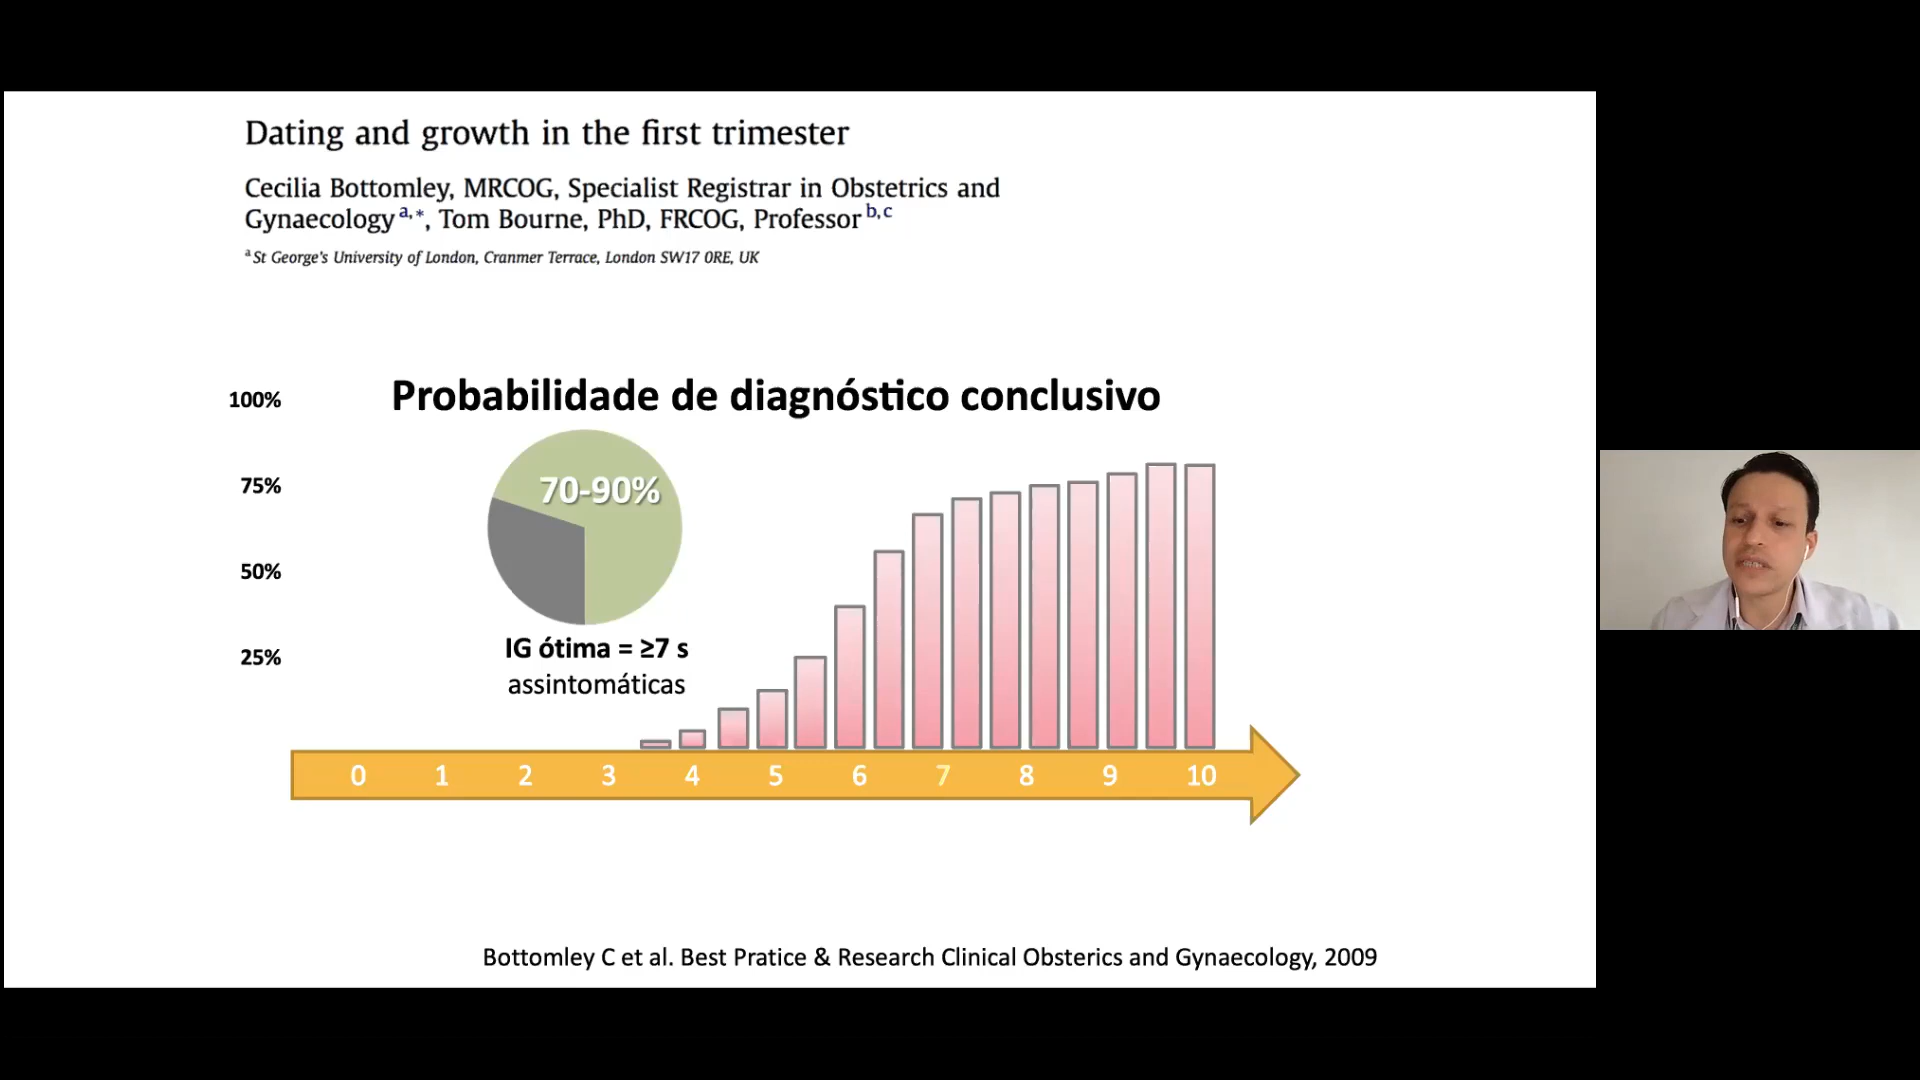 Dating and growth in the first trimester
Cecilia Bottomley, MRCOG, Specialist Registrar in Obstetrics and
Gynaecology a,*, Tom Bourne, PhD, FRCOG, Professor b,c
a St George's University of London, Cranmer Terrace, London SW17 0RE, UK
Probabilidade de diagnóstico conclusivo
100%
75%
50%
25%
70-90%
IG ótima = ≥7 s
assintomáticas
0 1 2 3 4 5 6 7 8 9 10
Bottomley C et al. Best Pratice & Research Clinical Obsterics and Gynaecology, 2009